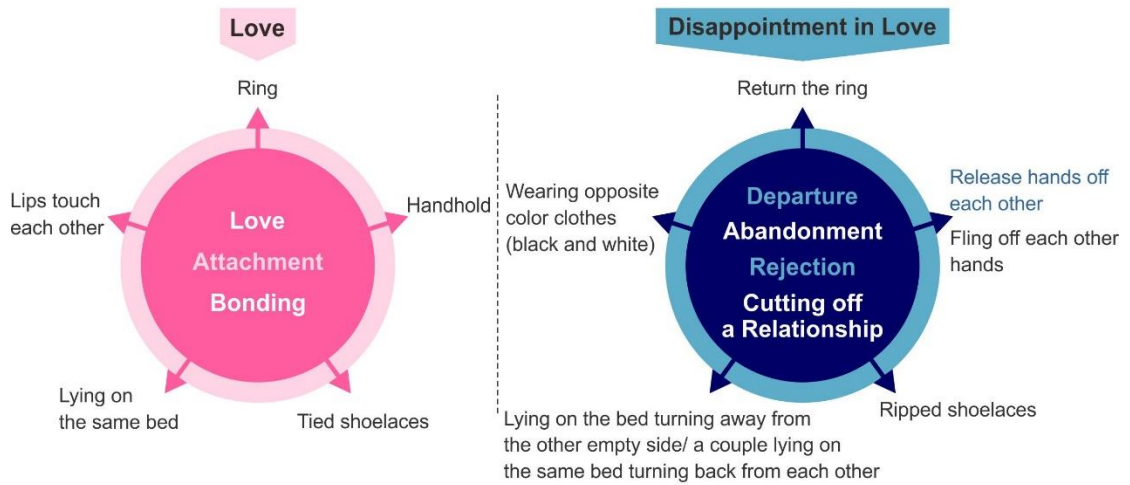 Love
Ring
Lips touch
each other
Handhold
Love
Attachment
Bonding
Lying on
the same bed
Tied shoelaces
Disappointment in Love
Return the ring
Wearing opposite
color clothes
(black and white)
Release hands off
each other
Fling off each other
hands
Departure
Abandonment
Rejection
Cutting off
a Relationship
Lying on the bed turning away from
the other empty side/ a couple lying on
the same bed turning back from each other
Ripped shoelaces